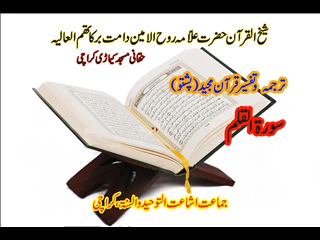 شیخ القرآن حضرت علامہ روح الامین دامت برکاتھم العالیہ
حقانی مسجد کیماڑی کراچی
ترجمہ و تفسیر قرآن مجید (پشتو)
سورۃ القلم
جماعت اشاعت التوحید والسنۃ، کراچی